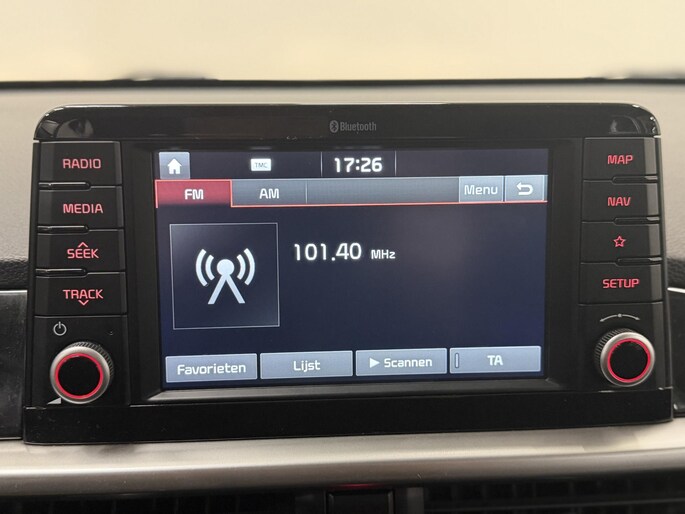 Bluetooth
RADIO
MEDIA
SEEK
TRACK
TMC
17:26
FM
AM
Menu
101.40 MHz
Favorieten
Lijst
Scannen
TA
MAP
NAV
SETUP